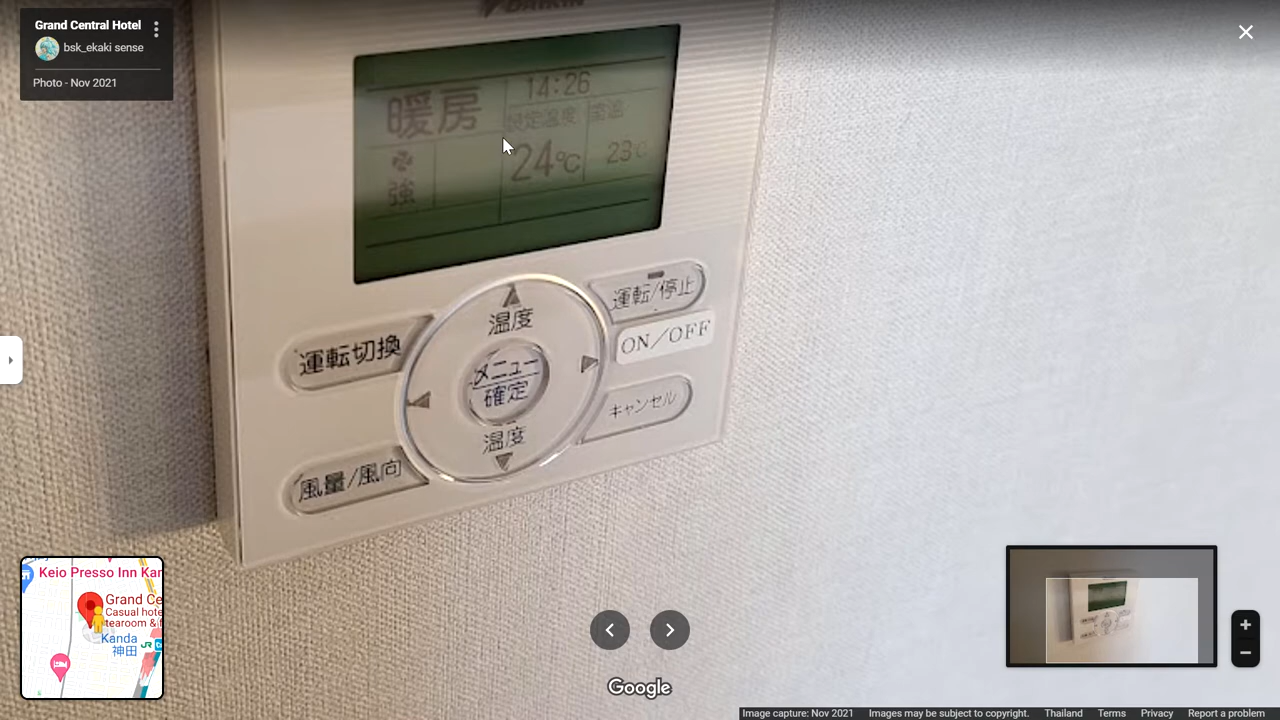 Grand Central Hotel
bsk_ekaki sense
Photo - Nov 2021
DAIKIN
14:26
暖房
設定温度
室温
24℃
23℃
強
運転/停止
ON/OFF
温度
運転切換
メニュー
確定
キャンセル
温度
風量/風向
Keio Presso Inn Kan
Grand Ce
Casual hote
tearoom & f
Kanda
神田
JR
Google
Image capture: Nov 2021
Images may be subject to copyright.
Thailand
Terms
Privacy
Report a problem